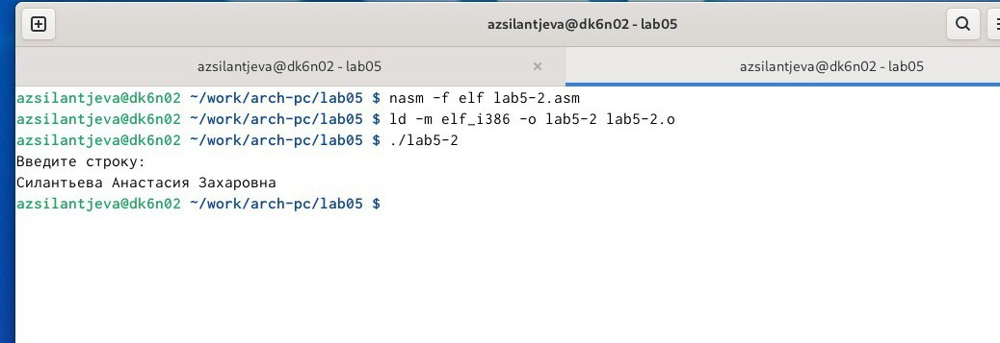 azsilantjeva@dk6n02 - lab05
azsilantjeva@dk6n02 - lab05 ×
azsilantjeva@dk6n02 - lab05
azsilantjeva@dk6n02 ~/work/arch-pc/lab05 $ nasm -f elf lab5-2.asm
azsilantjeva@dk6n02 ~/work/arch-pc/lab05 $ ld -m elf_i386 -o lab5-2 lab5-2.o
azsilantjeva@dk6n02 ~/work/arch-pc/lab05 $ ./lab5-2
Введите строку:
Силантьева Анастасия Захаровна
azsilantjeva@dk6n02 ~/work/arch-pc/lab05 $